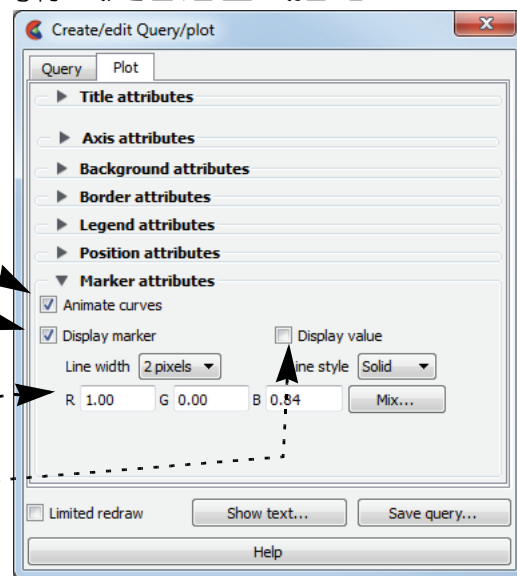 Create/edit Query/plot
Query Plot
Title attributes
Axis attributes
Background attributes
Border attributes
Legend attributes
Position attributes
Marker attributes
Animate curves
Display marker Display value
Line width 2 pixels ine style Solid
R 1.00 G 0.00 B 0.84 Mix...
Limited redraw Show text... Save query...
Help